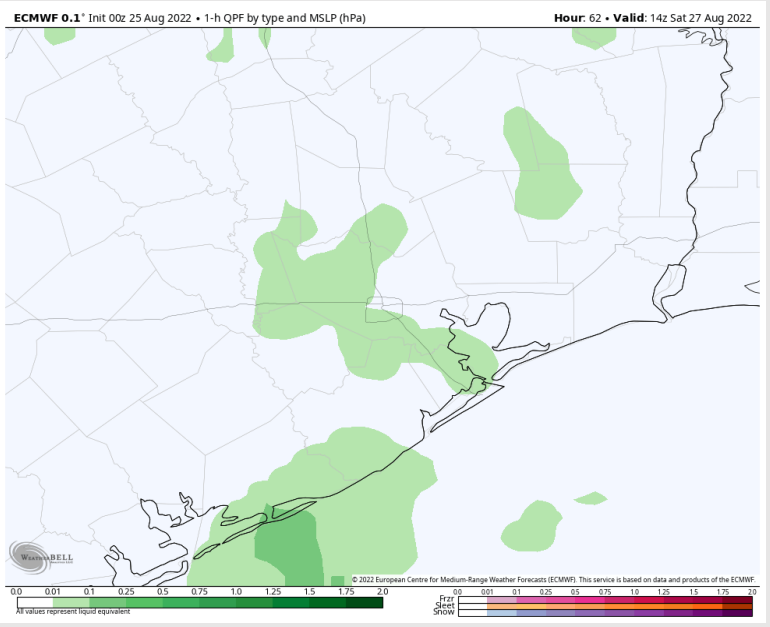 ECMWF 0.1° Init 00z 25 Aug 2022 • 1-h QPF by type and MSLP (hPa)
Hour: 62 • Valid: 14z Sat 27 Aug 2022
WEATHERBELL
© 2022 European Centre for Medium-Range Weather Forecasts (ECMWF). This service is based on data and products of the ECMWF.
0.0 0.01 0.1 0.25 0.5 0.75 1.0 1.25 1.5 1.75 2.0
All values represent liquid equivalent
0.0 0.01 0.1 0.25 0.5 0.75 1.0 1.25 1.5 1.75 2.0
Frzr
Sleet
Snow